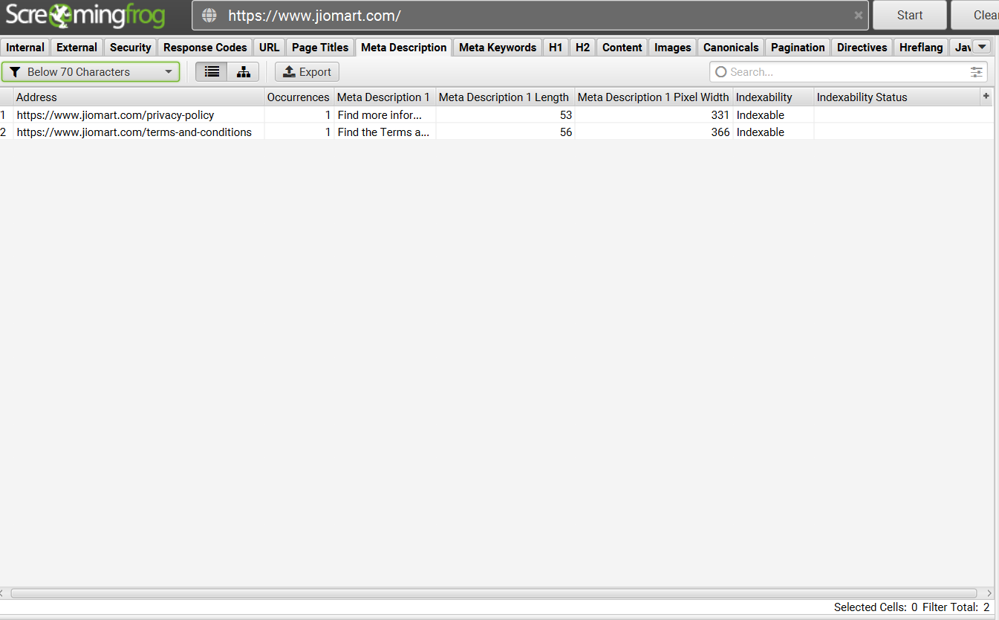 Screamingfrog https://www.jiomart.com/ Start Clear
Internal External Security Response Codes URL Page Titles Meta Description Meta Keywords H1 H2 Content Images Canonicals Pagination Directives Hreflang Jav
Below 70 Characters Export Search...
Address Occurrences Meta Description 1 Meta Description 1 Length Meta Description 1 Pixel Width Indexability Indexability Status +
1 https://www.jiomart.com/privacy-policy 1 Find more infor... 53 331 Indexable
2 https://www.jiomart.com/terms-and-conditions 1 Find the Terms a... 56 366 Indexable
Selected Cells: 0 Filter Total: 2